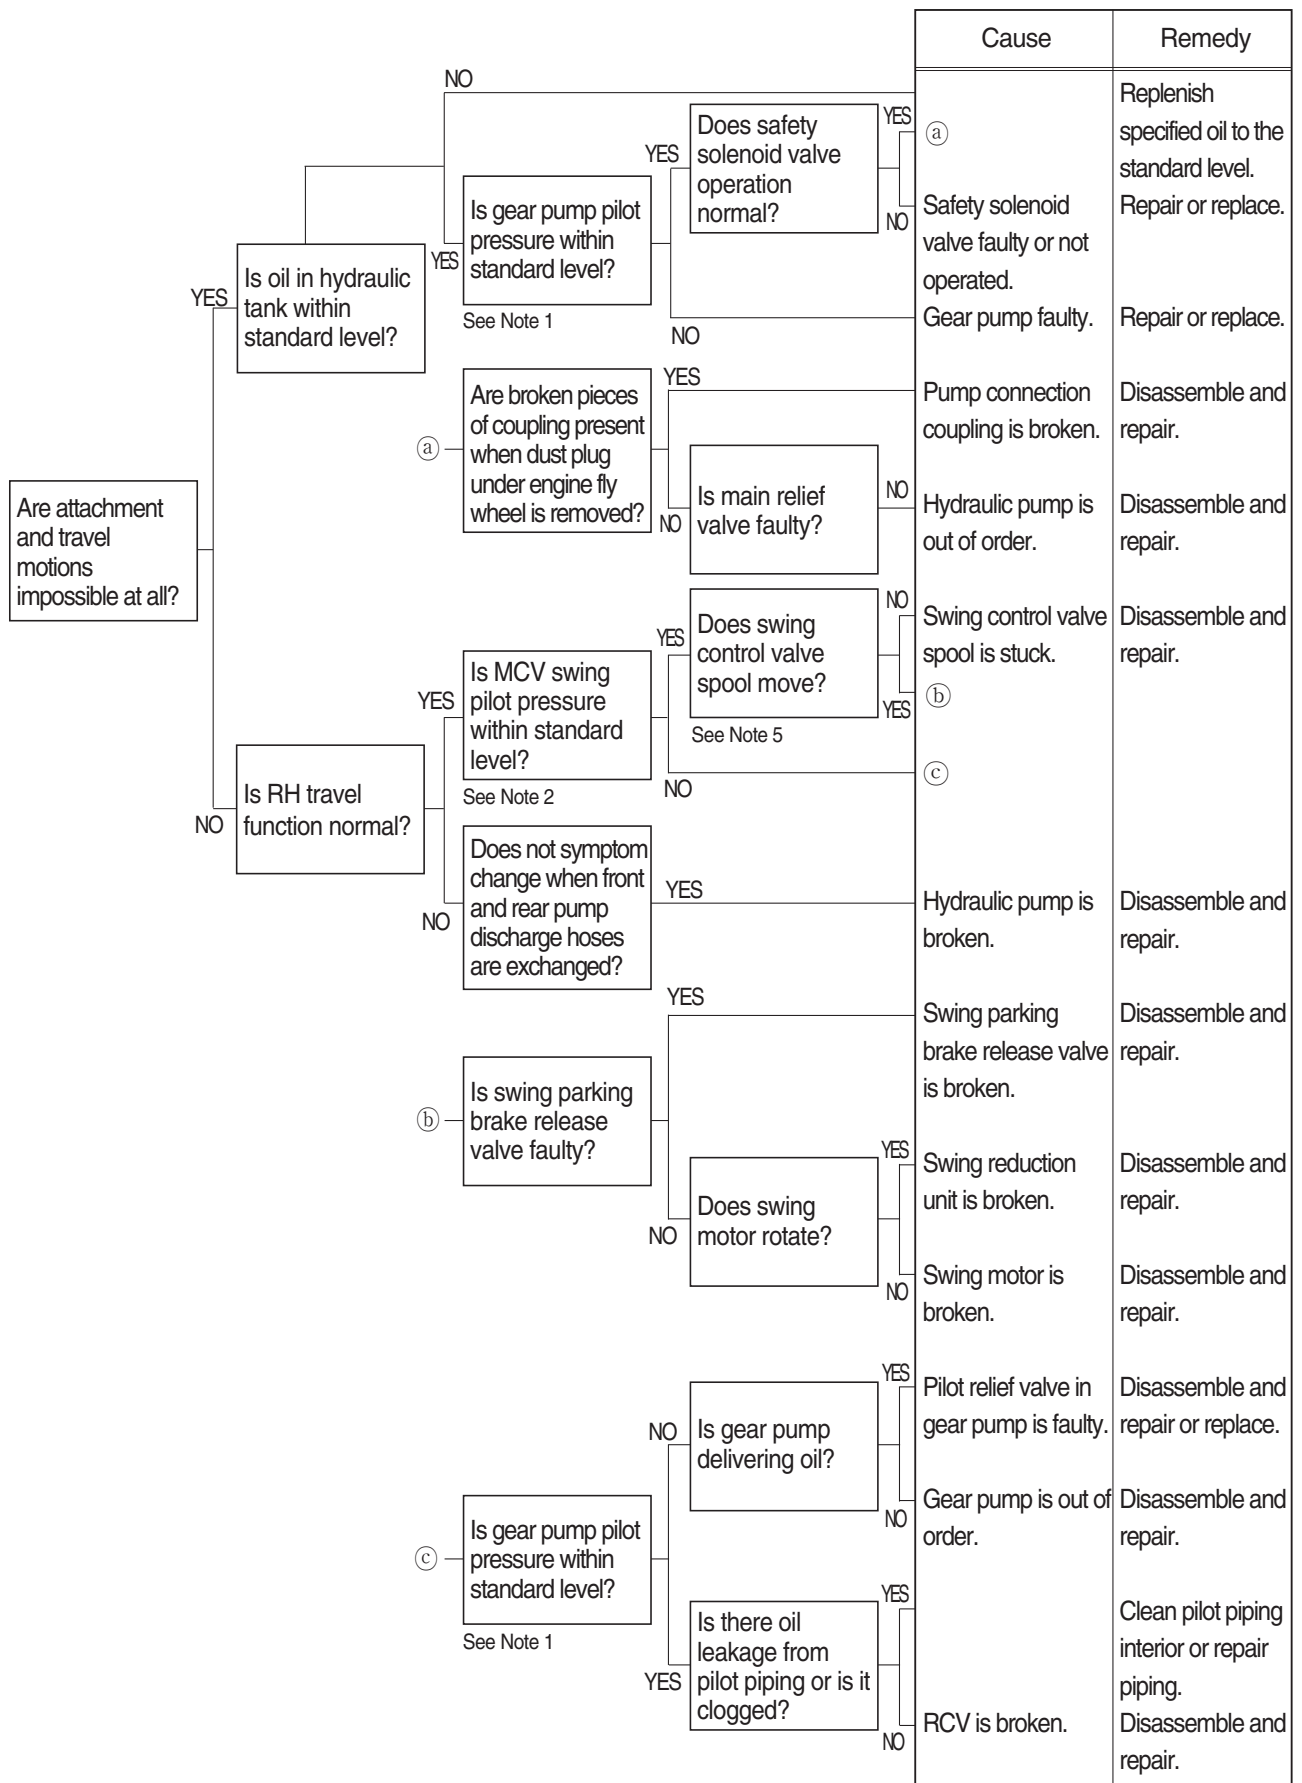 Cause
Remedy
NO
Replenish
specified oil to the
standard level.
Does safety
solenoid valve
operation
normal?
YES
ⓐ
YES
NO
Safety solenoid
valve faulty or not
operated.
Repair or replace.
Is gear pump pilot
pressure within
standard level?
YES
See Note 1
NO
Gear pump faulty.
Repair or replace.
Is oil in hydraulic
tank within
standard level?
YES
ⓐ
Are broken pieces
of coupling present
when dust plug
under engine fly
wheel is removed?
YES
Pump connection
coupling is broken.
Disassemble and
repair.
NO
Is main relief
valve faulty?
NO
Hydraulic pump is
out of order.
Disassemble and
repair.
Are attachment
and travel
motions
impossible at all?
Does swing
control valve
spool move?
YES
NO
Swing control valve
spool is stuck.
Disassemble and
repair.
YES
ⓑ
See Note 5
Is MCV swing
pilot pressure
within standard
level?
YES
See Note 2
NO
ⓒ
Is RH travel
function normal?
NO
Does not symptom
change when front
and rear pump
discharge hoses
are exchanged?
NO
YES
Hydraulic pump is
broken.
Disassemble and
repair.
YES
Swing parking
brake release valve
is broken.
Disassemble and
repair.
ⓑ
Is swing parking
brake release
valve faulty?
NO
Does swing
motor rotate?
YES
Swing reduction
unit is broken.
Disassemble and
repair.
NO
Swing motor is
broken.
Disassemble and
repair.
NO
Is gear pump
delivering oil?
YES
Pilot relief valve in
gear pump is faulty.
Disassemble and
repair or replace.
NO
Gear pump is out of
order.
Disassemble and
repair.
ⓒ
Is gear pump pilot
pressure within
standard level?
See Note 1
YES
Is there oil
leakage from
pilot piping or is it
clogged?
YES
Clean pilot piping
interior or repair
piping.
NO
RCV is broken.
Disassemble and
repair.